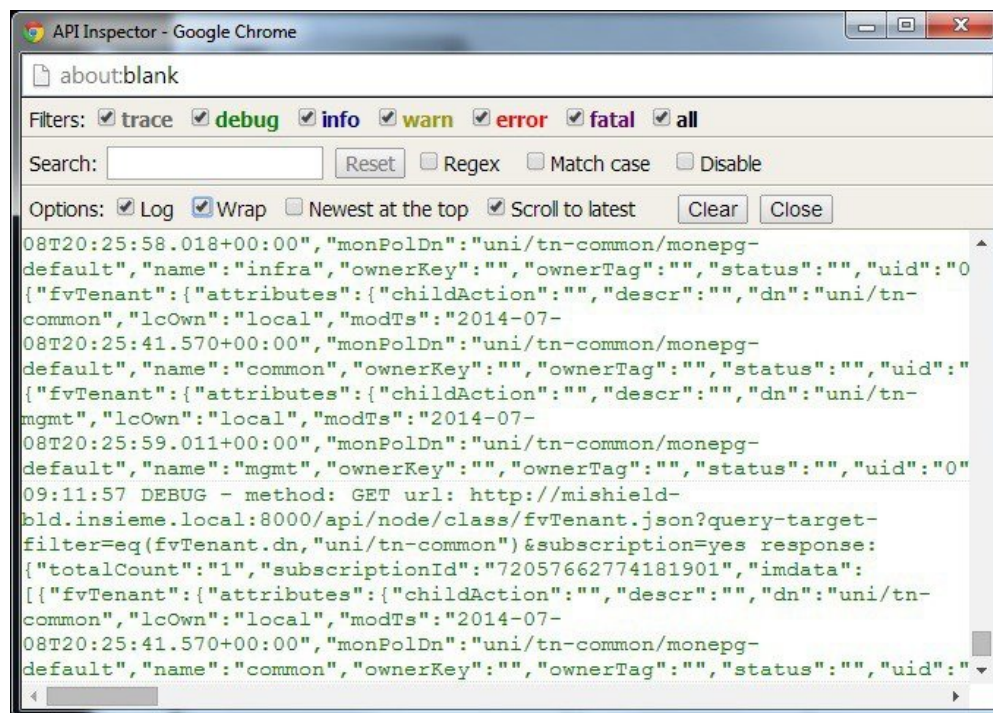 API Inspector - Google Chrome
about:blank
Filters: trace debug info warn error fatal all
Search: Reset Regex Match case Disable
Options: Log Wrap Newest at the top Scroll to latest Clear Close
08T20:25:58.018+00:00","monPolDn":"uni/tn-common/monepg-
default","name":"infra","ownerKey":"","ownerTag":"","status":"","uid":"0
{"fvTenant":{"attributes":{"childAction":"","descr":"","dn":"uni/tn-
common","lcOwn":"local","modTs":"2014-07-
08T20:25:41.570+00:00","monPolDn":"uni/tn-common/monepg-
default","name":"common","ownerKey":"","ownerTag":"","status":"","uid":"
{"fvTenant":{"attributes":{"childAction":"","descr":"","dn":"uni/tn-
mgmt","lcOwn":"local","modTs":"2014-07-
08T20:25:59.011+00:00","monPolDn":"uni/tn-common/monepg-
default","name":"mgmt","ownerKey":"","ownerTag":"","status":"","uid":"0"
09:11:57 DEBUG - method: GET url: http://mishield-
bld.insieme.local:8000/api/node/class/fvTenant.json?query-target-
filter=eq(fvTenant.dn,"uni/tn-common")&subscription=yes response:
{"totalCount":"1","subscriptionId":"72057662774181901","imdata":
[{"fvTenant":{"attributes":{"childAction":"","descr":"","dn":"uni/tn-
common","lcOwn":"local","modTs":"2014-07-
08T20:25:41.570+00:00","monPolDn":"uni/tn-common/monepg-
default","name":"common","ownerKey":"","ownerTag":"","status":"","uid":"